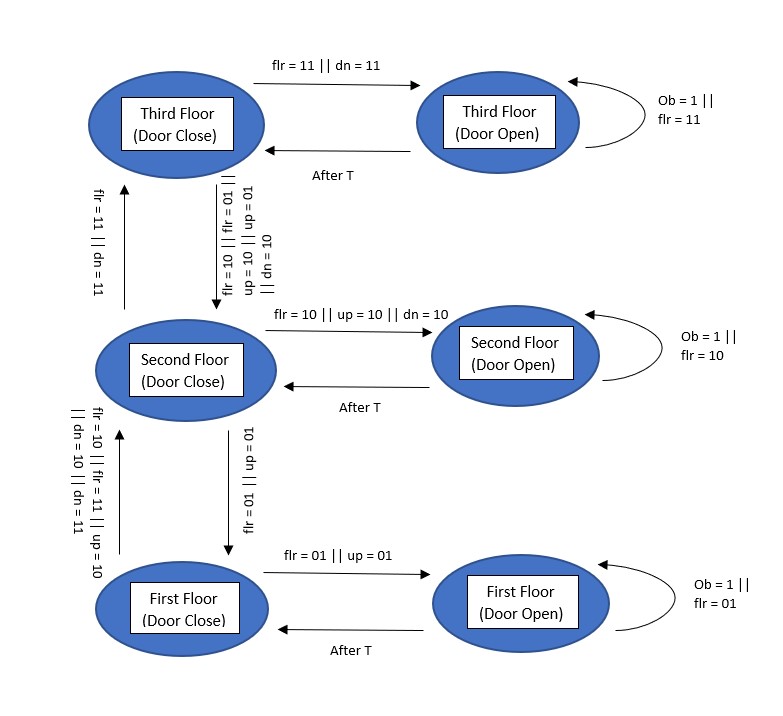 flr = 11 || dn = 11
Third Floor
(Door Close)
Third Floor
(Door Open)
Ob = 1 ||
flr = 11
After T
flr = 11 || dn = 11
flr = 10 || flr = 01 ||
up = 10 || up = 01
|| dn = 10
flr = 10 || up = 10 || dn = 10
Second Floor
(Door Close)
Second Floor
(Door Open)
Ob = 1 ||
flr = 10
After T
flr = 10 || flr = 11 || up = 10
|| dn = 10 || dn = 11
flr = 01 || up = 01
flr = 01 || up = 01
First Floor
(Door Close)
First Floor
(Door Open)
Ob = 1 ||
flr = 01
After T